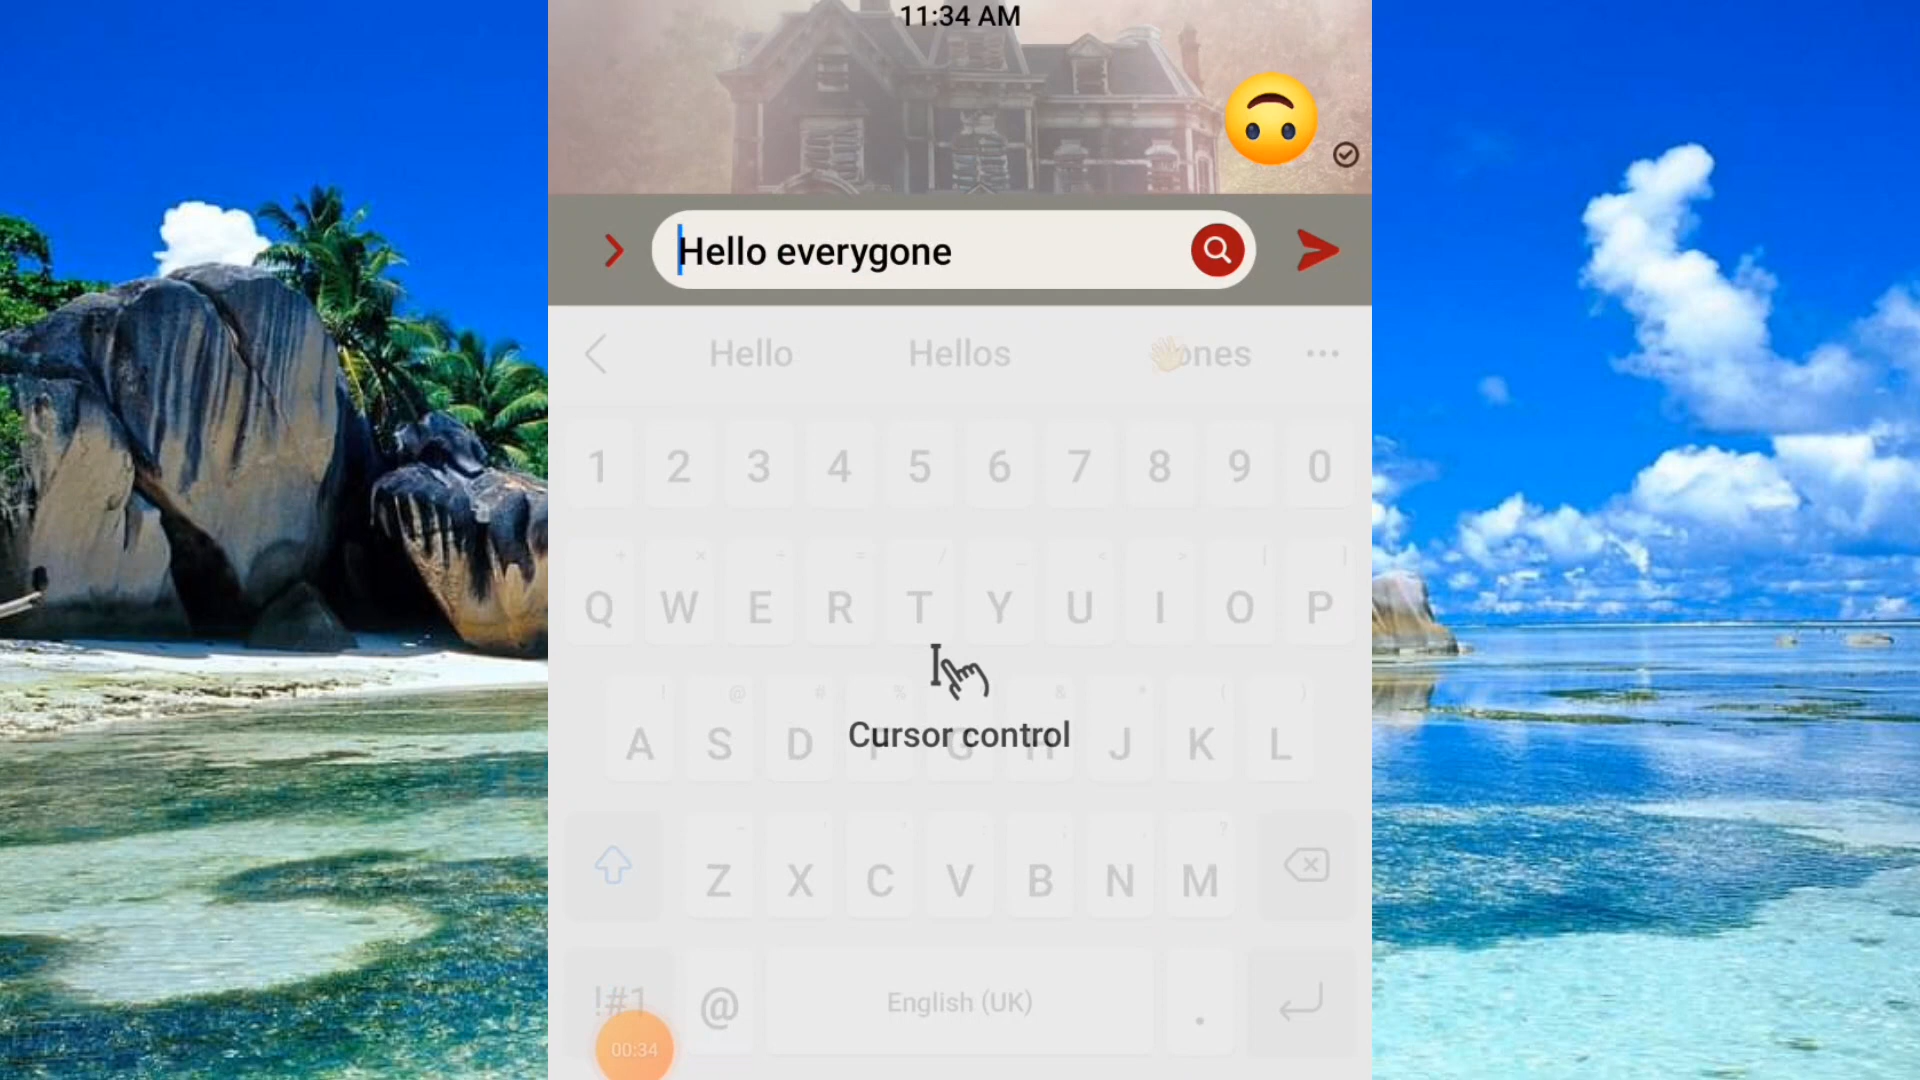 11:34 AM
Hello everygone
Hello Hellos ones
1 2 3 4 5 6 7 8 9 0
+ × ÷ = / _ < > [ ]
Q W E R T Y U I O P
! @ # % & * ( )
A S D F G H J K L
Cursor control
- ' " : ; , ?
Z X C V B N M
!#1 @ English (UK) .
00:34